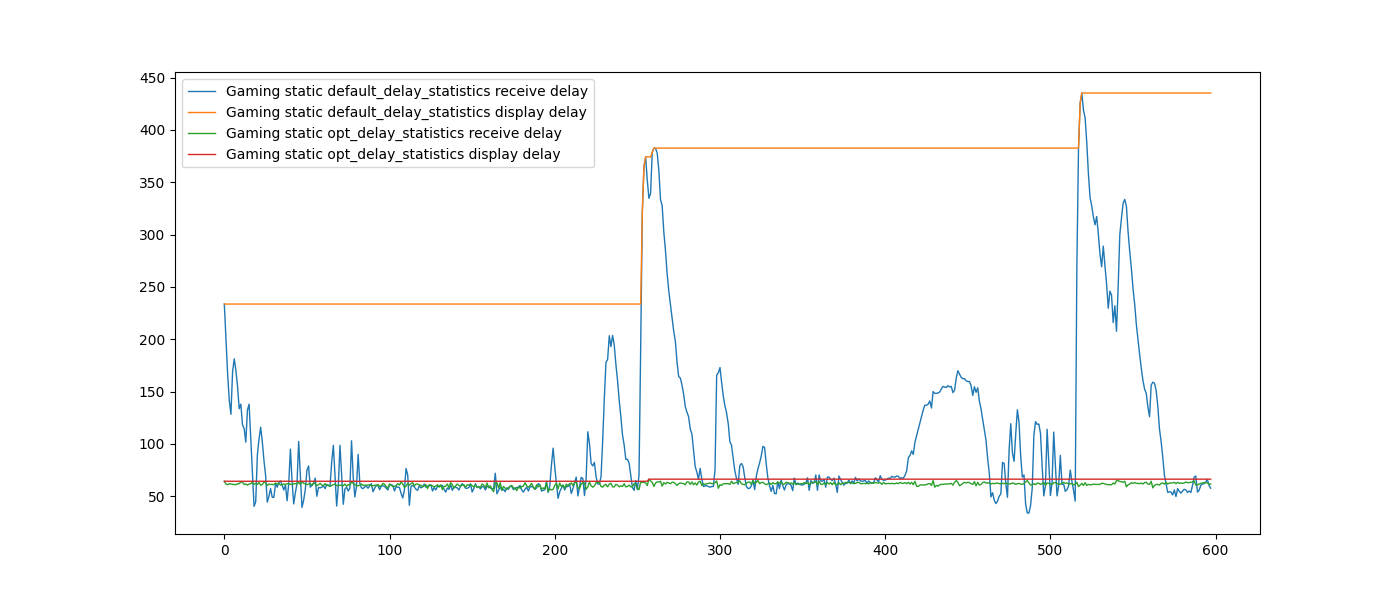 450
400
350
300
250
200
150
100
50
Gaming static default_delay_statistics receive delay
Gaming static default_delay_statistics display delay
Gaming static opt_delay_statistics receive delay
Gaming static opt_delay_statistics display delay
0 100 200 300 400 500 600